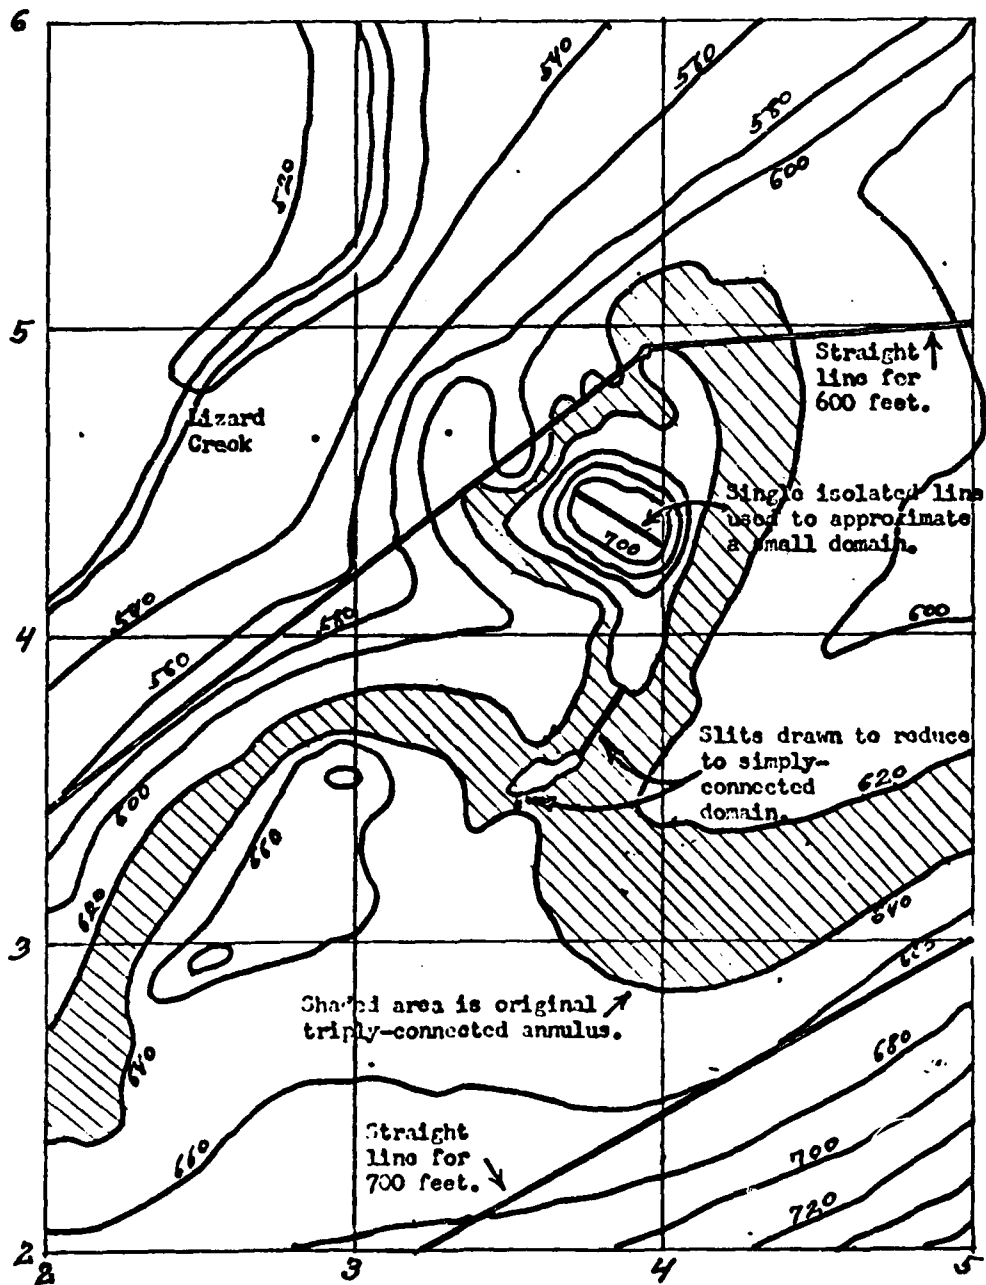 6
540
560
580
600
520
5
Straight
line for
600 feet.
Lizard
Creek
Single isolated line
used to approximate
a small domain.
700
540
580
600
4
560
Slits drawn to reduce
to simply-
connected
domain.
620
600
660
620
640
3
Shaded area is original
triply-connected annulus.
680
640
Straight
line for
700 feet.
660
700
720
2
2
3
4
5